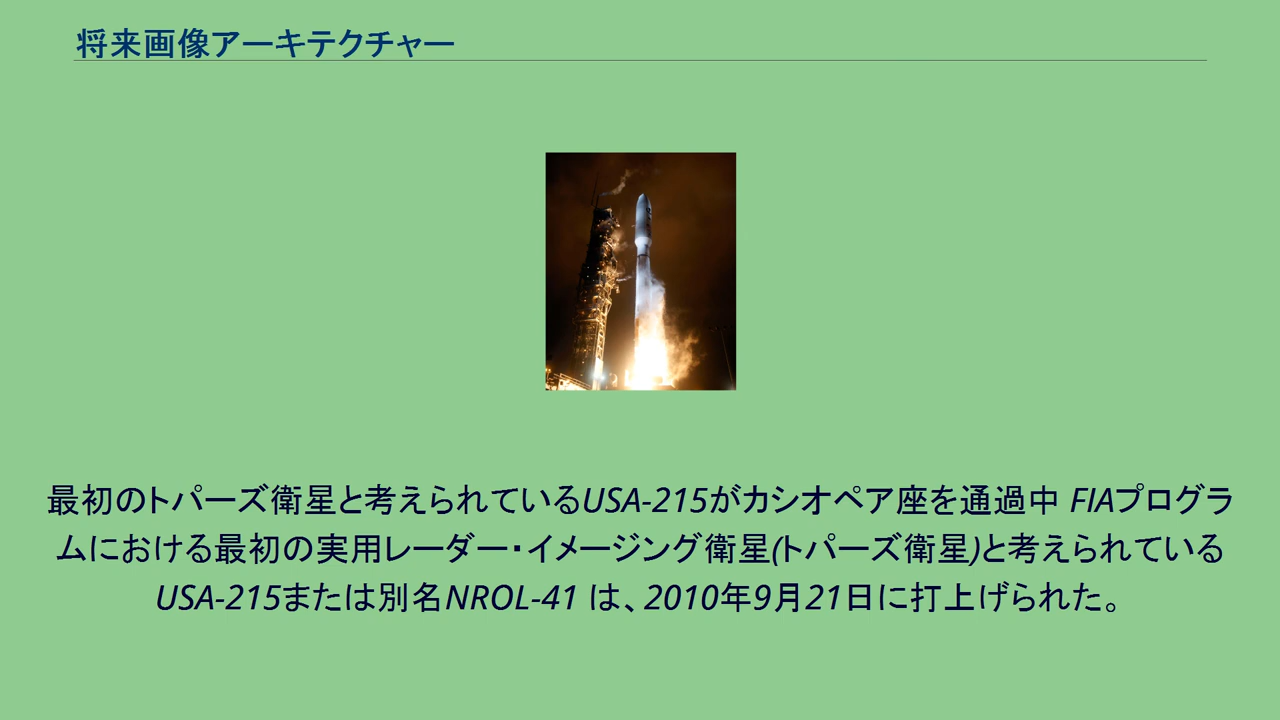 将来画像アーキテクチャー
最初のトパーズ衛星と考えられているUSA-215がカシオペア座を通過中 FIAプログラ
ムにおける最初の実用レーダー・イメージング衛星(トパーズ衛星)と考えられている
USA-215または別名NROL-41 は、2010年9月21日に打上げられた。